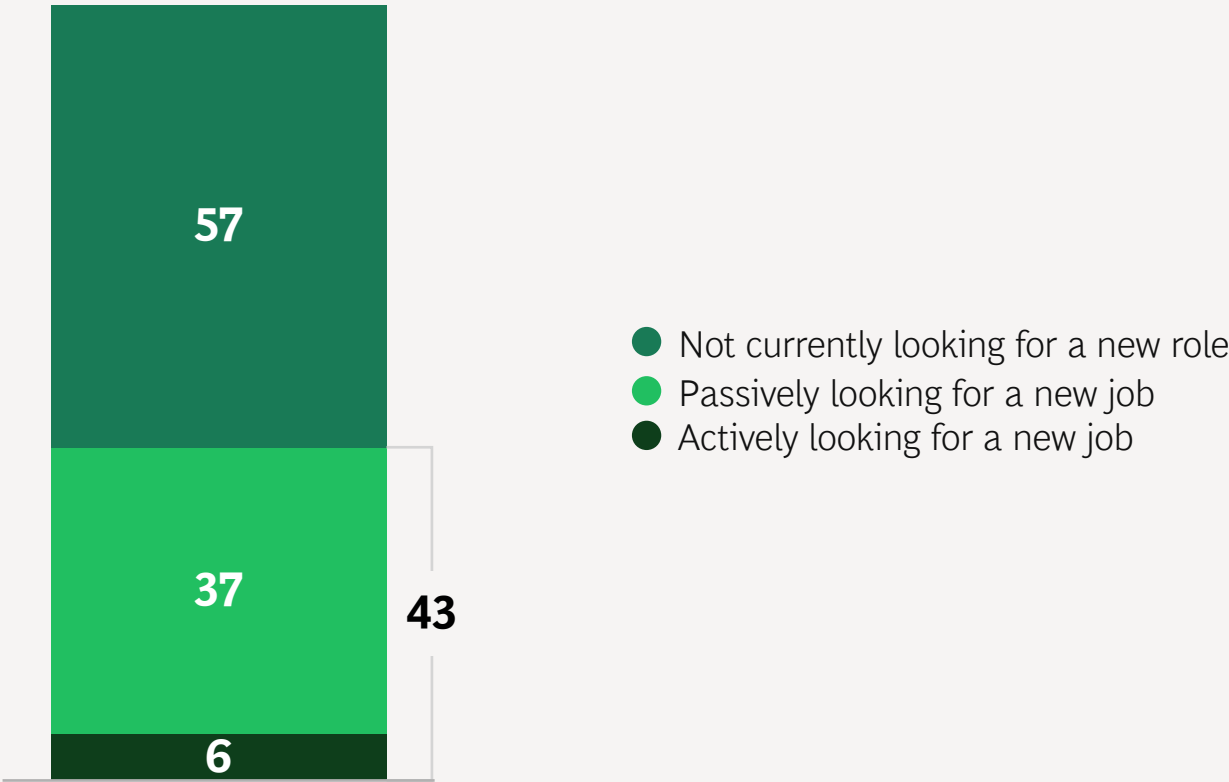 57
Not currently looking for a new role
Passively looking for a new job
Actively looking for a new job
37
43
6